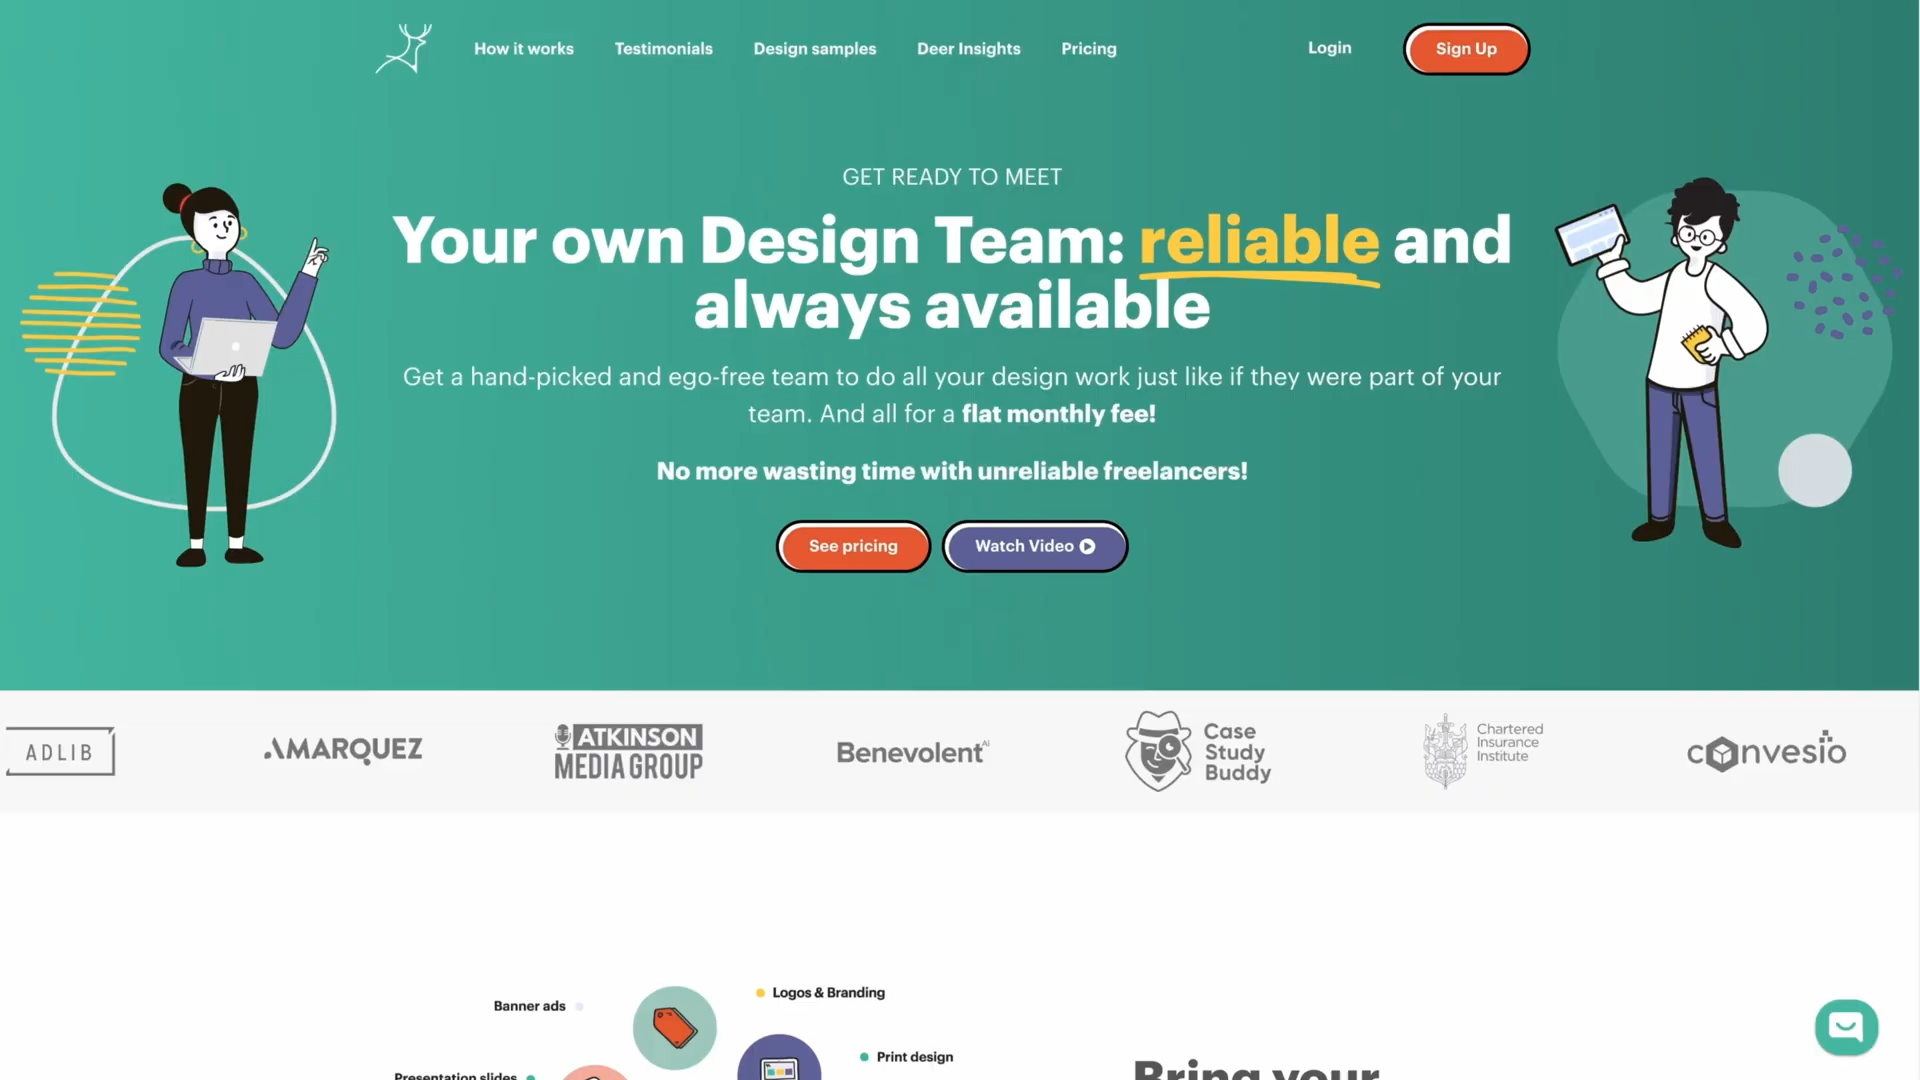 How it works
Testimonials
Design samples
Deer Insights
Pricing
Login
Sign Up
GET READY TO MEET
Your own Design Team: reliable and
always available
Get a hand-picked and ego-free team to do all your design work just like if they were part of your
team. And all for a flat monthly fee!
No more wasting time with unreliable freelancers!
See pricing
Watch Video
ADLIB
AMARQUEZ
ATKINSON
MEDIA GROUP
Benevolent AI
Case
Study
Buddy
Chartered
Insurance
Institute
convesio
Banner ads
Logos & Branding
Print design
Presentation slides
Bring your